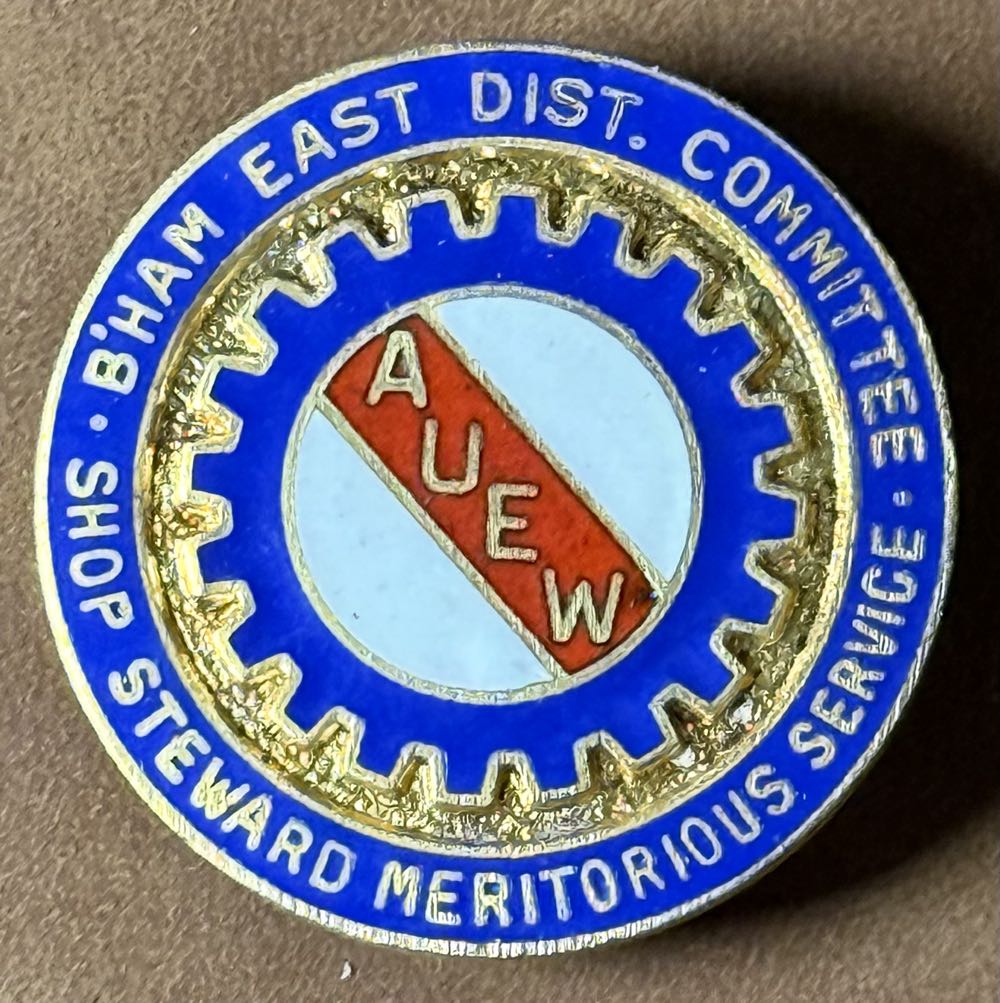 B'HAM EAST DIST. COMMITTEE
· SHOP STEWARD MERITORIOUS SERVICE ·
AUEW